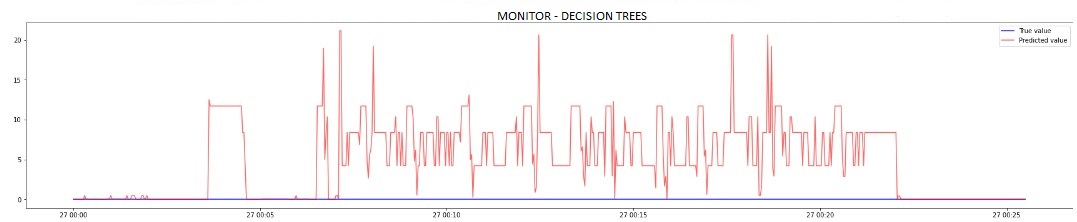 MONITOR - DECISION TREES
True value
Predicted value
20
15
10
5
0
27 00:00 27 00:05 27 00:10 27 00:15 27 00:20 27 00:25